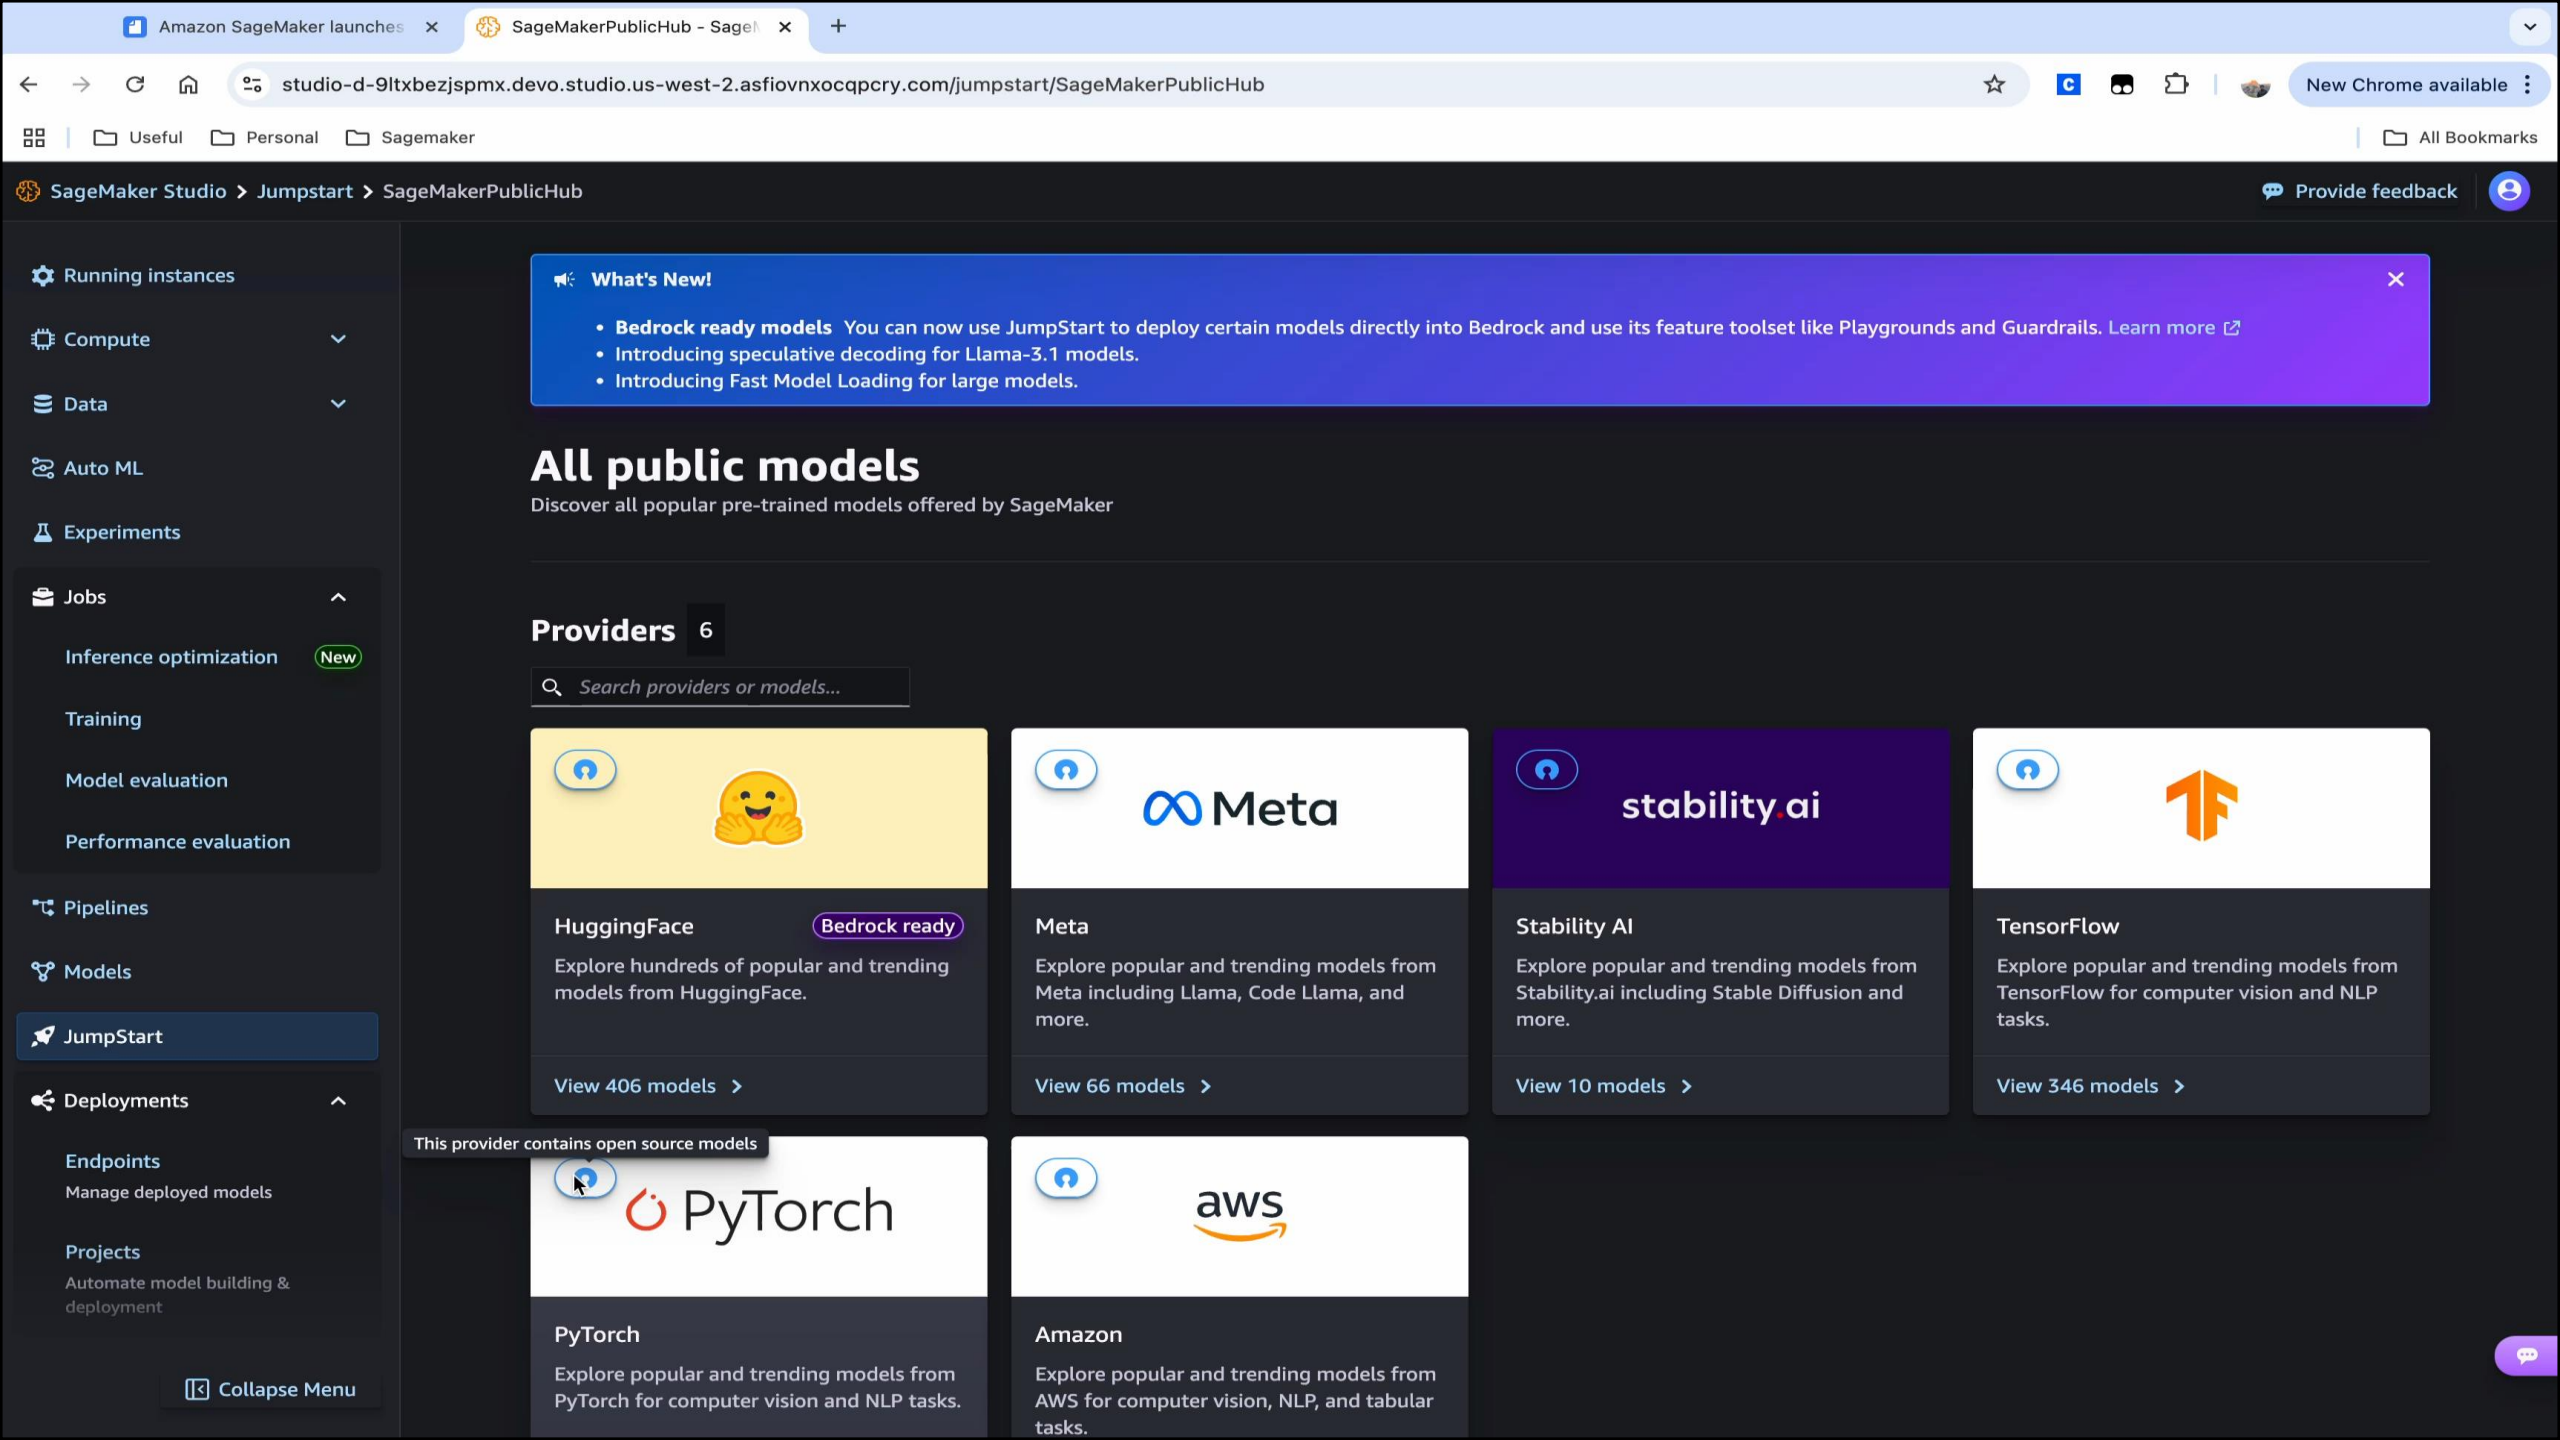 Amazon SageMaker launches
SageMakerPublicHub - Sage
studio-d-9ltxbezjspmx.devo.studio.us-west-2.asfiovnxocqpcry.com/jumpstart/SageMakerPublicHub
New Chrome available
Useful
Personal
Sagemaker
All Bookmarks
SageMaker Studio > Jumpstart > SageMakerPublicHub
Provide feedback
Running instances
Compute
Data
Auto ML
Experiments
Jobs
Inference optimization New
Training
Model evaluation
Performance evaluation
Pipelines
Models
JumpStart
Deployments
Endpoints
Manage deployed models
Projects
Automate model building &
deployment
Collapse Menu
What's New!
• Bedrock ready models You can now use JumpStart to deploy certain models directly into Bedrock and use its feature toolset like Playgrounds and Guardrails. Learn more
• Introducing speculative decoding for Llama-3.1 models.
• Introducing Fast Model Loading for large models.
All public models
Discover all popular pre-trained models offered by SageMaker
Providers 6
Search providers or models...
HuggingFace Bedrock ready
Explore hundreds of popular and trending
models from HuggingFace.
View 406 models >
Meta
Meta
Explore popular and trending models from
Meta including Llama, Code Llama, and
more.
View 66 models >
stability.ai
Stability AI
Explore popular and trending models from
Stability.ai including Stable Diffusion and
more.
View 10 models >
TensorFlow
Explore popular and trending models from
TensorFlow for computer vision and NLP
tasks.
View 346 models >
This provider contains open source models
PyTorch
PyTorch
Explore popular and trending models from
PyTorch for computer vision and NLP tasks.
aws
Amazon
Explore popular and trending models from
AWS for computer vision, NLP, and tabular
tasks.